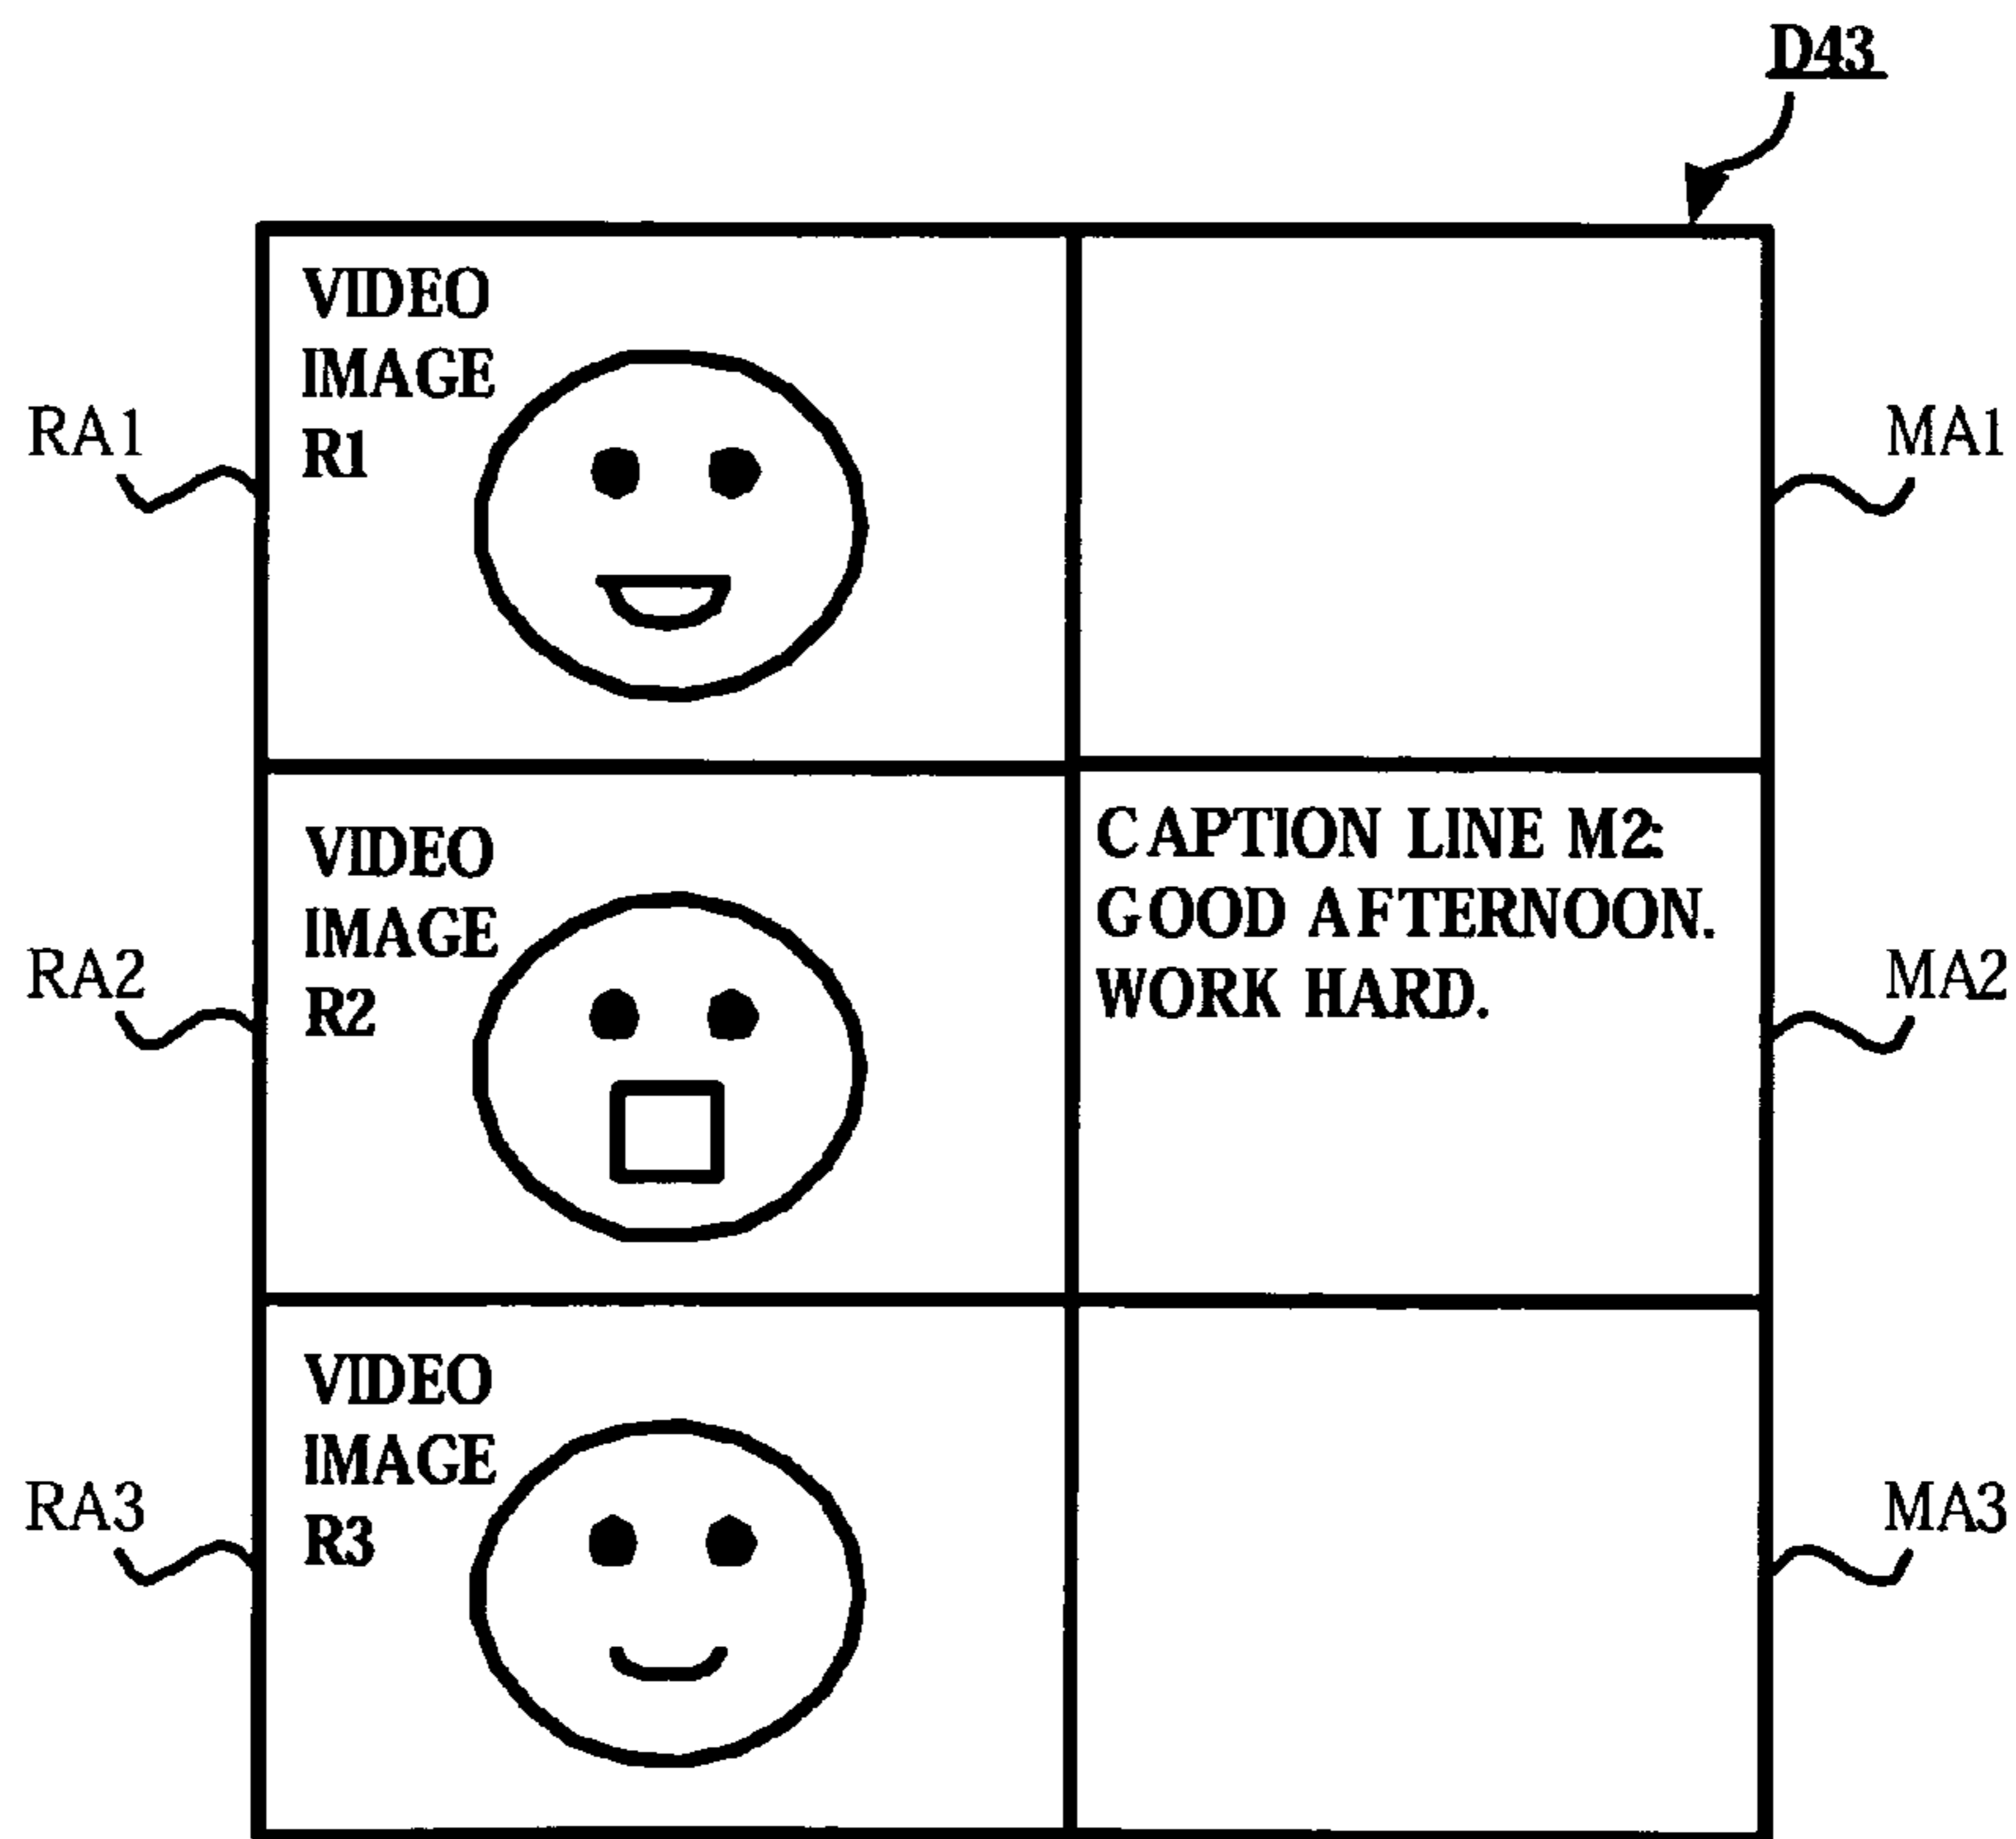 D43
VIDEO
IMAGE
R1
RA1
MA1
VIDEO
IMAGE
R2
CAPTION LINE M2:
GOOD AFTERNOON.
WORK HARD.
RA2
MA2
VIDEO
IMAGE
R3
RA3
MA3